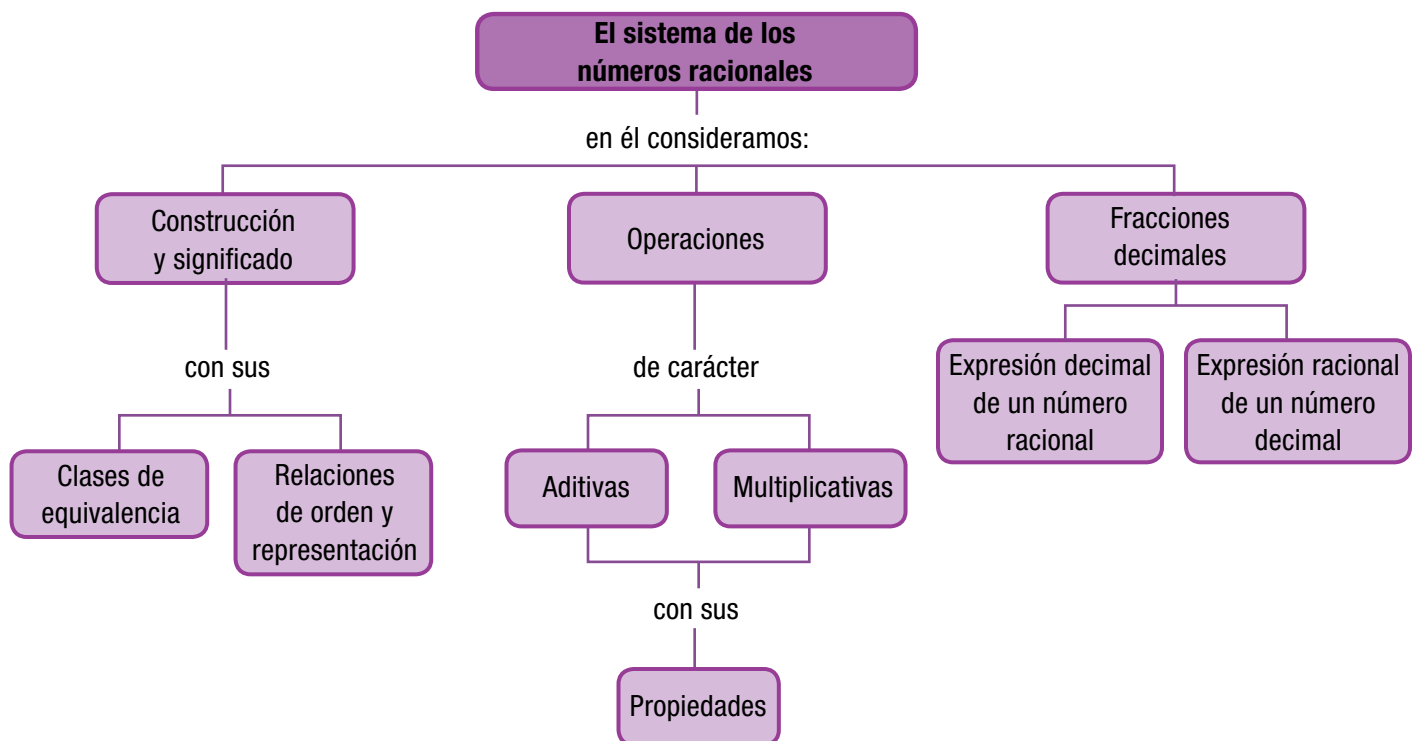 El sistema de los
números racionales
en él consideramos:
Construcción
y significado
Operaciones
Fracciones
decimales
con sus
de carácter
Expresión decimal
de un número
racional
Expresión racional
de un número
decimal
Clases de
equivalencia
Relaciones
de orden y
representación
Aditivas
Multiplicativas
con sus
Propiedades